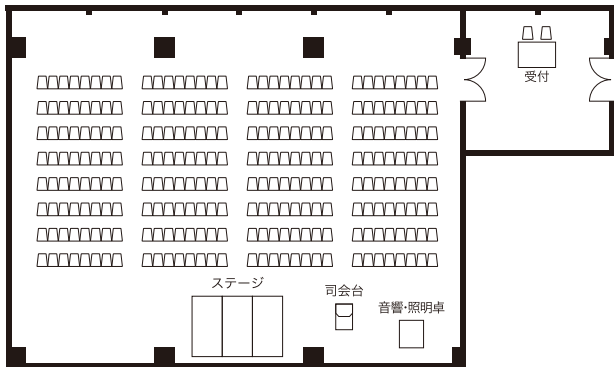 受付
ステージ
司会台
音響・照明卓